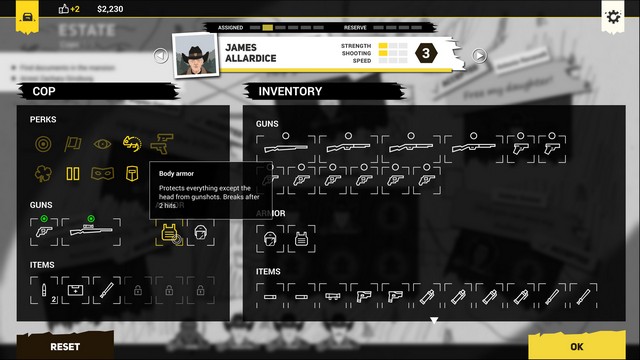 +2 $2,230
ASSIGNED RESERVE
ESTATE
JAMES
ALLARDICE
STRENGTH
SHOOTING
SPEED
3
COP
INVENTORY
PERKS
GUNS
Body armor
Protects everything except the
head from gunshots. Breaks after
2 hits.
GUNS
ARMOR
ITEMS
2
ITEMS
RESET
OK